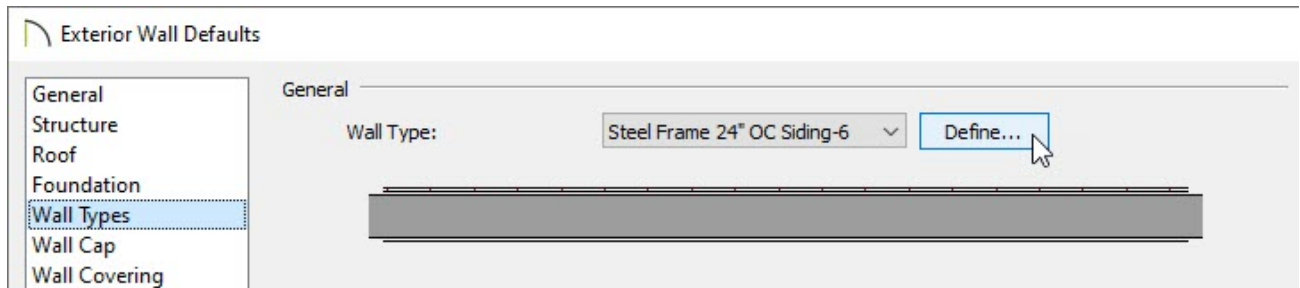 Exterior Wall Defaults
General
Structure
Roof
Foundation
Wall Types
Wall Cap
Wall Covering
General
Wall Type: Steel Frame 24" OC Siding-6 Define...